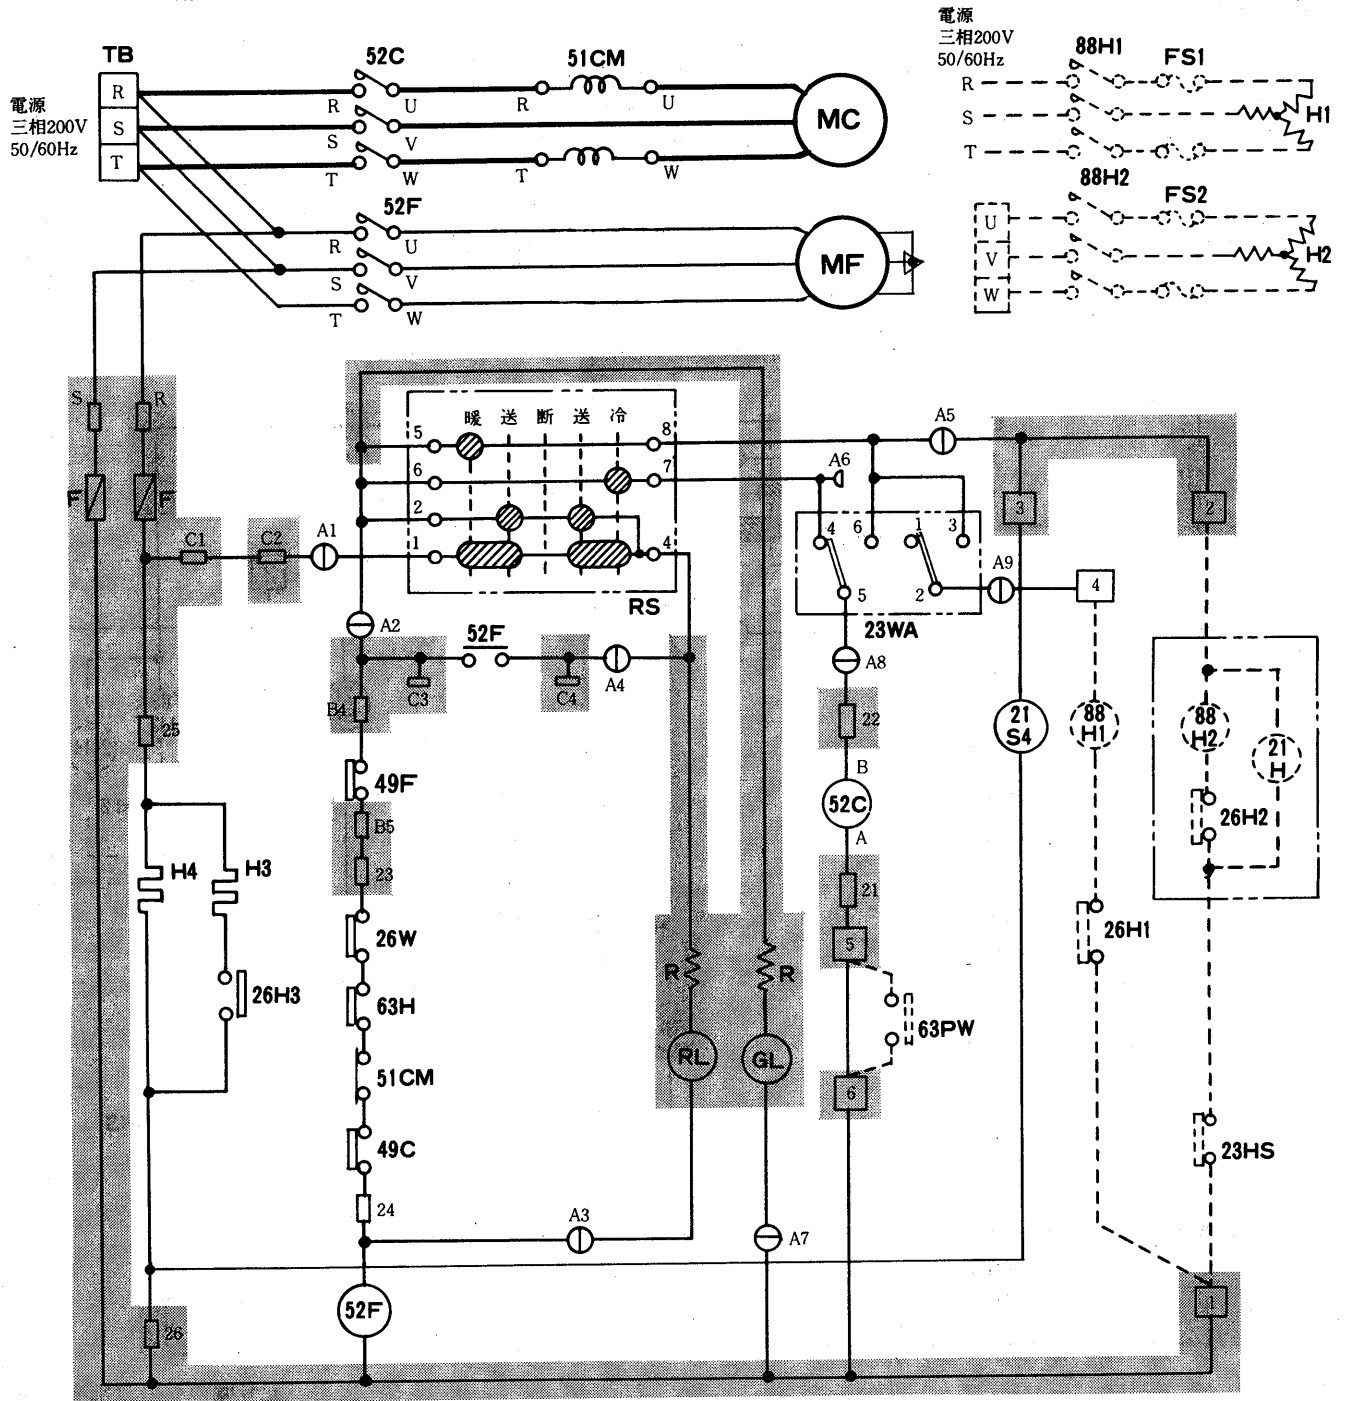 電源
三相200V
50/60Hz
TB
R
S
T
52C
R
S
T
U
V
W
51CM
R
T
U
W
MC
52F
R
S
T
U
V
W
MF
電源
三相200V
50/60Hz
R
S
T
88H1
FS1
H1
88H2
FS2
U
V
W
H2
S
R
F
F
暖 送 断 送 冷
5
8
6
7
2
1
4
RS
A5
A6
4
6
1
3
5
2
23WA
A9
4
3
2
C1
C2
A1
A2
52F
C3
C4
A4
A8
B4
25
22
21
S4
88
H1
88
H2
21
H
49F
B
52C
A
26H2
B5
23
H4
H3
21
26W
5
26H1
26H3
63H
R
R
63PW
51CM
RL
GL
6
49C
23HS
24
A3
A7
52F
1
26